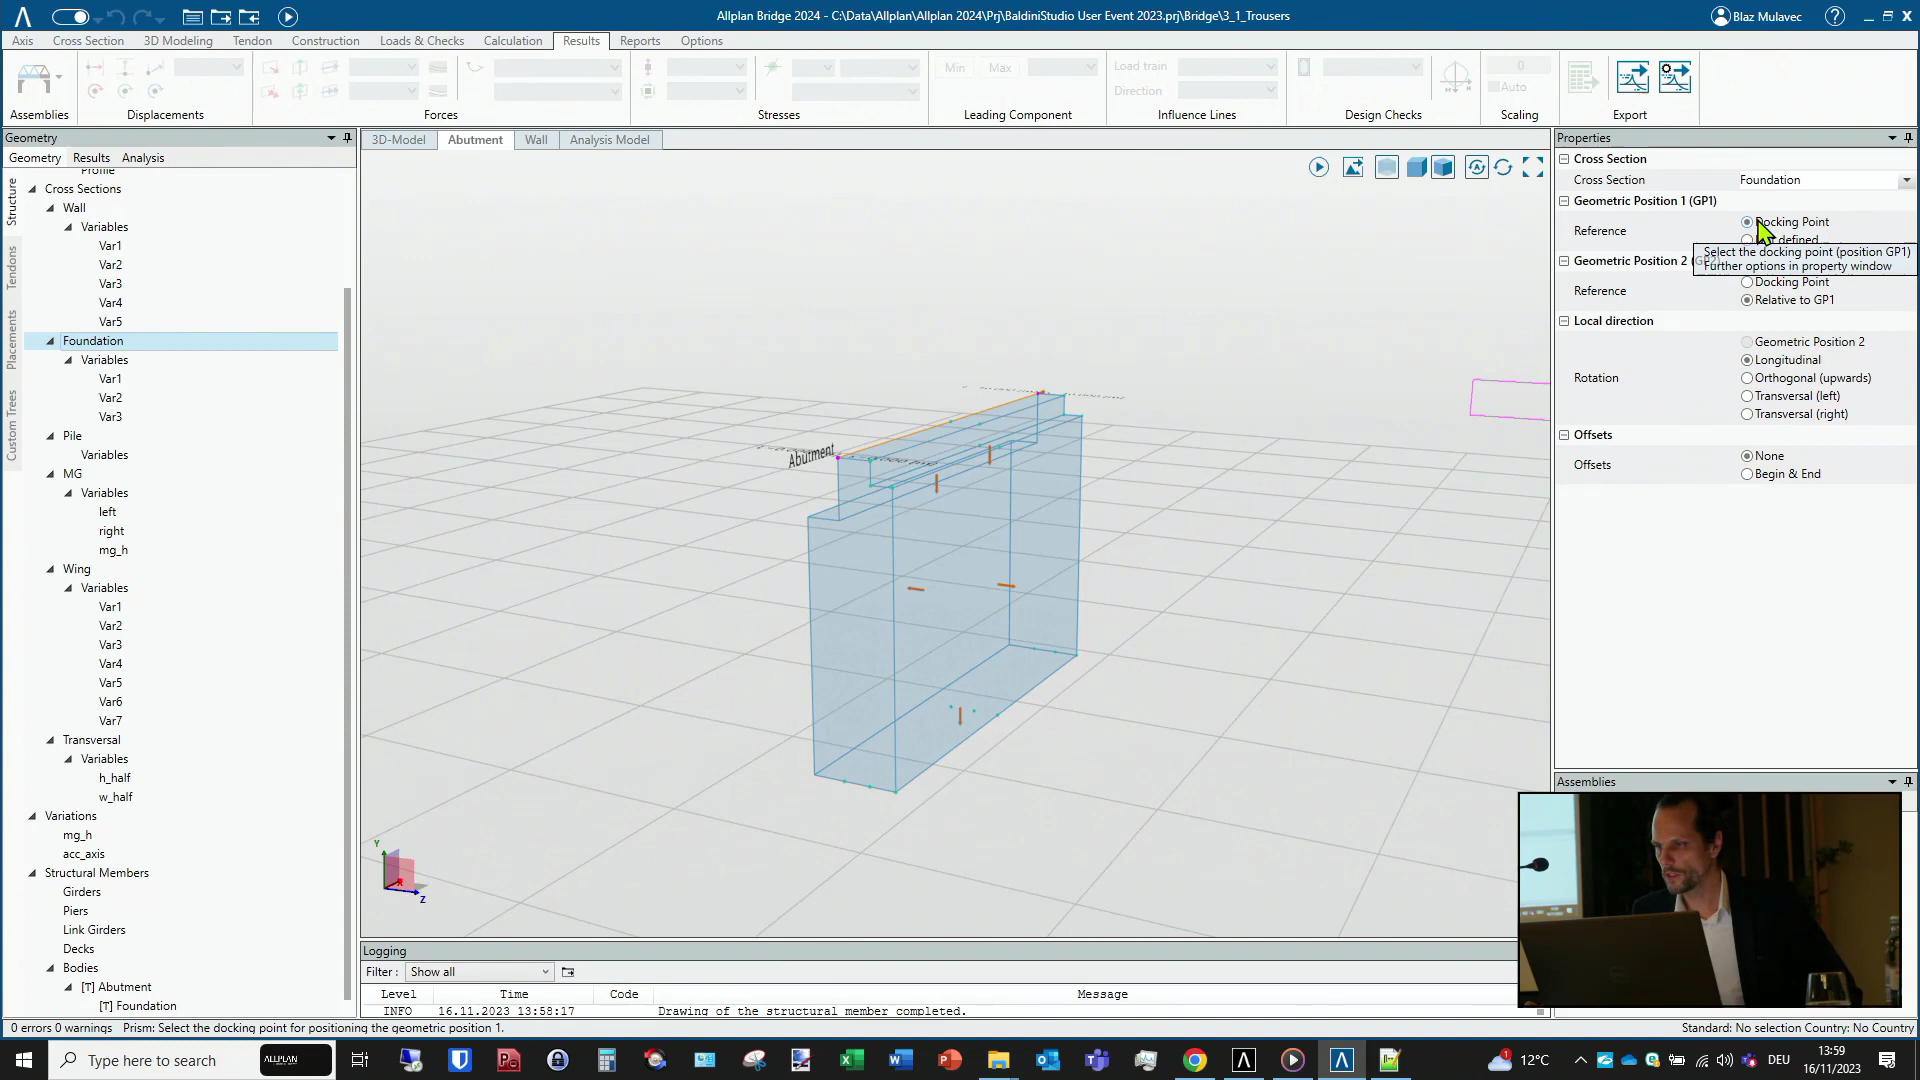 Allplan Bridge 2024 - C:\Data\Allplan\Allplan 2024\Prj\BaldiniStudio User Event 2023.prj\Bridge\3_1_Trousers
Blaz Mulavec
Axis Cross Section 3D Modeling Tendon Construction Loads & Checks Calculation Results Reports Options
Min Max Load train
Direction
0
Auto
Assemblies Displacements Forces Stresses Leading Component Influence Lines Design Checks Scaling Export
Geometry
Geometry Results Analysis
Structure
Tendons
Placements
Custom Trees
Profile
Cross Sections
Wall
Variables
Var1
Var2
Var3
Var4
Var5
Foundation
Variables
Var1
Var2
Var3
Pile
Variables
MG
Variables
left
right
mg_h
Wing
Variables
Var1
Var2
Var3
Var4
Var5
Var6
Var7
Transversal
Variables
h_half
w_half
Variations
mg_h
acc_axis
Structural Members
Girders
Piers
Link Girders
Decks
Bodies
[T] Abutment
[T] Foundation
3D-Model Abutment Wall Analysis Model
Abutment
Y
Z
Properties
Cross Section
Cross Section Foundation
Geometric Position 1 (GP1)
Reference
Docking Point
defined
Select the docking point (position GP1)
Further options in property window
Geometric Position 2
Reference
Docking Point
Relative to GP1
Local direction
Rotation
Geometric Position 2
Longitudinal
Orthogonal (upwards)
Transversal (left)
Transversal (right)
Offsets
Offsets
None
Begin & End
Assemblies
Logging
Filter : Show all
Level Time Code Message
INFO 16.11.2023 13:58:17 Drawing of the structural member completed.
0 errors 0 warnings Prism: Select the docking point for positioning the geometric position 1.
Standard: No selection Country: No Country
Type here to search
ALLPLAN
12°C
DEU
13:59
16/11/2023